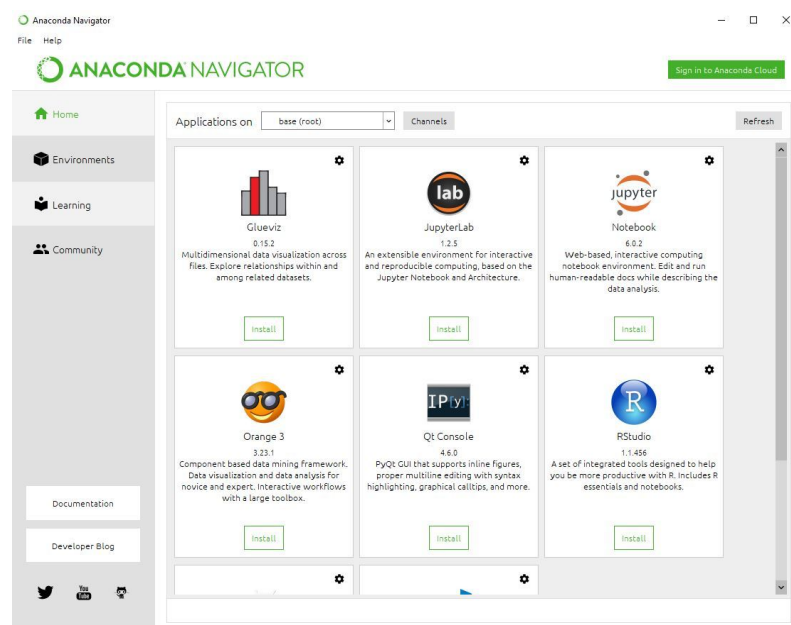 Anaconda Navigator
File Help
ANACONDA NAVIGATOR
Sign in to Anaconda Cloud
Home
Environments
Learning
Community
Documentation
Developer Blog
You
Tube
Applications on base (root) Channels Refresh
Glueviz
0.15.2
Multidimensional data visualization across
files. Explore relationships within and
among related datasets.
Install
lab
JupyterLab
1.2.5
An extensible environment for interactive
and reproducible computing, based on the
Jupyter Notebook and Architecture.
Install
jupyter
Notebook
6.0.2
Web-based, interactive computing
notebook environment. Edit and run
human-readable docs while describing the
data analysis.
Install
Orange 3
3.23.1
Component based data mining framework.
Data visualization and data analysis for
novice and expert. Interactive workflows
with a large toolbox.
Install
IP[y]:
Qt Console
4.6.0
PyQt GUI that supports inline figures,
proper multiline editing with syntax
highlighting, graphical calltips, and more.
Install
R
RStudio
1.1.456
A set of integrated tools designed to help
you be more productive with R. Includes R
essentials and notebooks.
Install